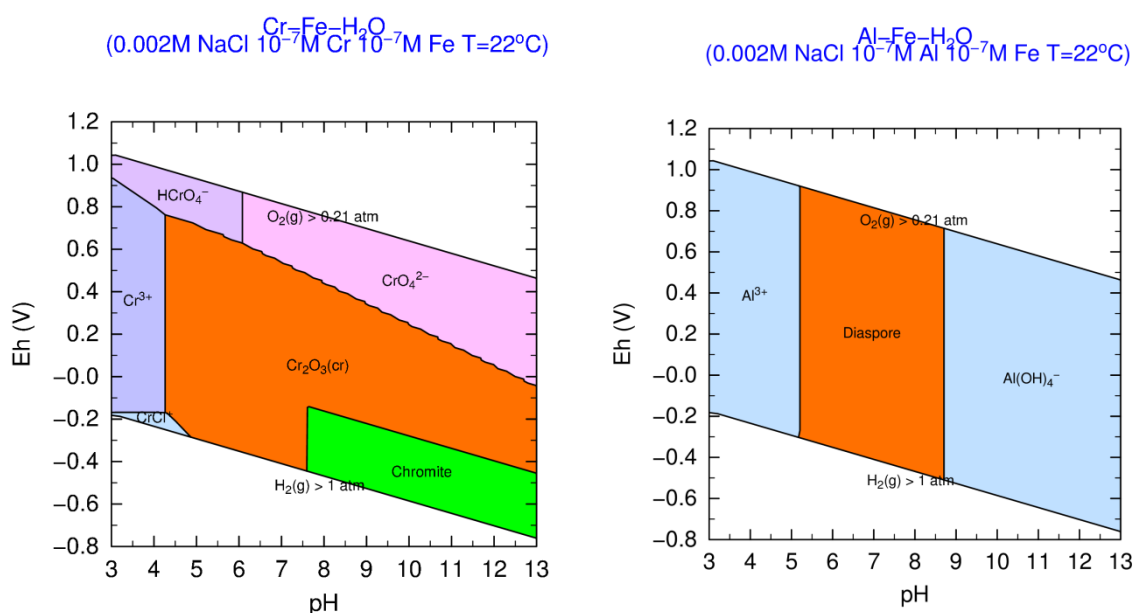 Cr–Fe–H₂O
(0.002M NaCl 10⁻⁷M Cr 10⁻⁷M Fe T=22°C)
1.2
1.0
0.8
0.6
0.4
0.2
−0.0
−0.2
−0.4
−0.6
−0.8
Eh (V)
HCrO₄⁻
O₂(g) > 0.21 atm
CrO₄²⁻
Cr³⁺
Cr₂O₃(cr)
CrCl⁺
Chromite
H₂(g) > 1 atm
3 4 5 6 7 8 9 10 11 12 13
pH
Al–Fe–H₂O
(0.002M NaCl 10⁻⁷M Al 10⁻⁷M Fe T=22°C)
1.2
1.0
0.8
0.6
0.4
0.2
−0.0
−0.2
−0.4
−0.6
−0.8
Eh (V)
O₂(g) > 0.21 atm
Al³⁺
Diaspore
Al(OH)₄⁻
H₂(g) > 1 atm
3 4 5 6 7 8 9 10 11 12 13
pH